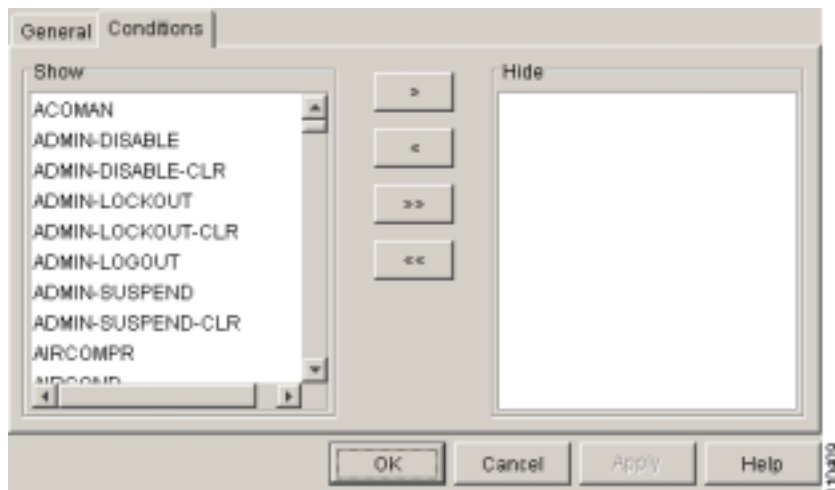 General Conditions
Show
Hide
ACOMAN
ADMIN-DISABLE
ADMIN-DISABLE-CLR
ADMIN-LOCKOUT
ADMIN-LOCKOUT-CLR
ADMIN-LOGOUT
ADMIN-SUSPEND
ADMIN-SUSPEND-CLR
AIRCOMPR
>
<
>>
<<
OK Cancel Apply Help